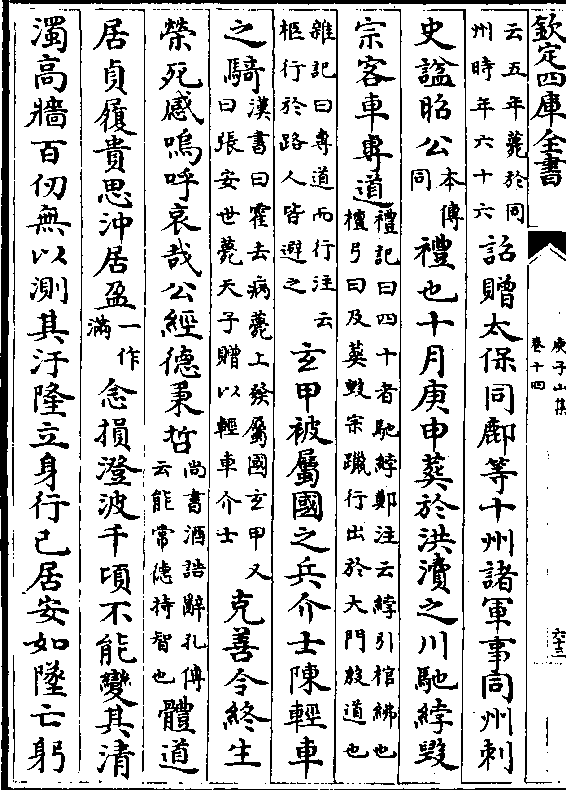 欽定四庫全書
庾子山集
卷十四
六十三
云五年薨於同
州時年六十六
詔贈太保同鄜等十州諸軍事同州刺
史諡昭公
本傳
同
禮也十月庚申葬於洪瀆之川馳綍毁
宗客車專道
禮記曰四十者馳綍鄭注云綍引棺紼也
檀弓曰及葬毁宗躐行出於大門放道也
雜記曰專道而行注云
柩行於路人皆避之
玄甲被屬國之兵介士陳輕車
之騎
漢書曰霍去病薨上發屬國玄甲又
曰張安世薨天子贈以輕車介士
克善令終生
榮死慼嗚呼哀哉公經德秉哲
尚書酒誥辭孔傳
云能常德持智也
體道
居貞履貴思沖居盈
一作
滿
念損澄波千頃不能變其清
濁高牆百仞無以測其汙隆立身行己居安如墜亡躬